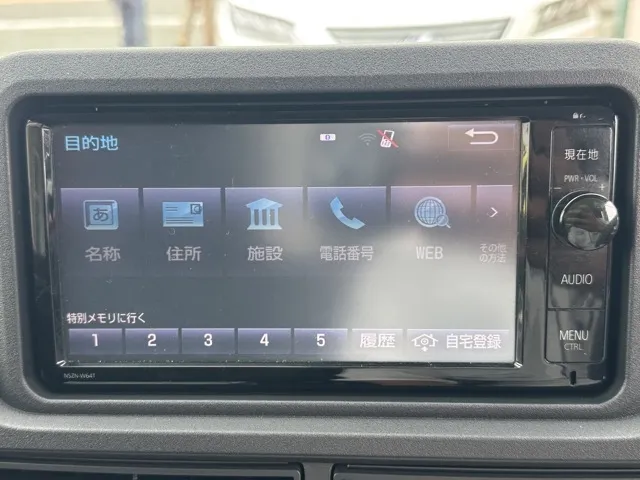 目的地
D
あ
名称 住所 施設 電話番号 WEB その他の方法
特別メモリに行く
1 2 3 4 5 履歴 自宅登録
現在地
PWR・VOL
+
AUDIO
MENU
CTRL
NSZN-W64T